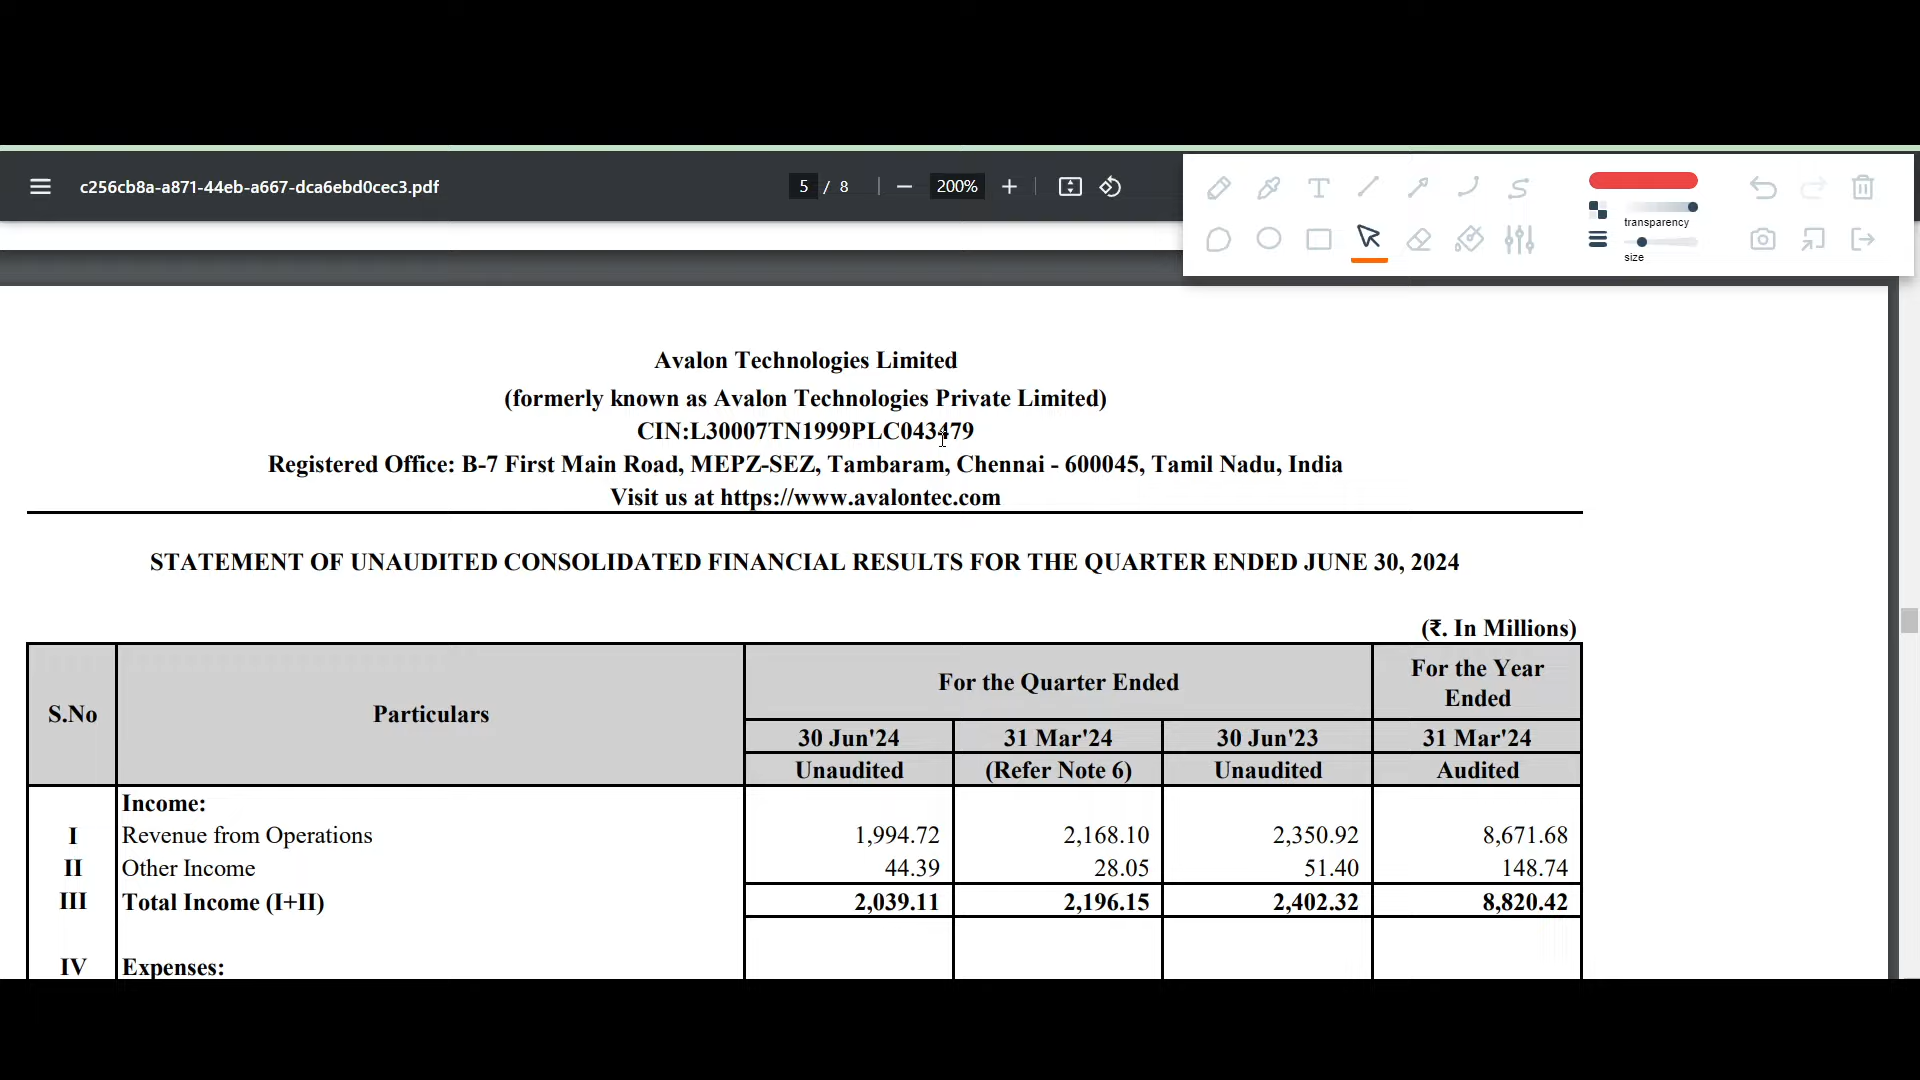 c256cb8a-a871-44eb-a667-dca6ebd0cec3.pdf
5 / 8
200%
transparency
size
Avalon Technologies Limited
(formerly known as Avalon Technologies Private Limited)
CIN:L30007TN1999PLC043479
Registered Office: B-7 First Main Road, MEPZ-SEZ, Tambaram, Chennai - 600045, Tamil Nadu, India
Visit us at https://www.avalontec.com
STATEMENT OF UNAUDITED CONSOLIDATED FINANCIAL RESULTS FOR THE QUARTER ENDED JUNE 30, 2024
(₹. In Millions)
S.No Particulars For the Quarter Ended For the Year Ended
30 Jun'24 31 Mar'24 30 Jun'23 31 Mar'24
Unaudited (Refer Note 6) Unaudited Audited
Income:
I Revenue from Operations 1,994.72 2,168.10 2,350.92 8,671.68
II Other Income 44.39 28.05 51.40 148.74
III Total Income (I+II) 2,039.11 2,196.15 2,402.32 8,820.42
IV Expenses: